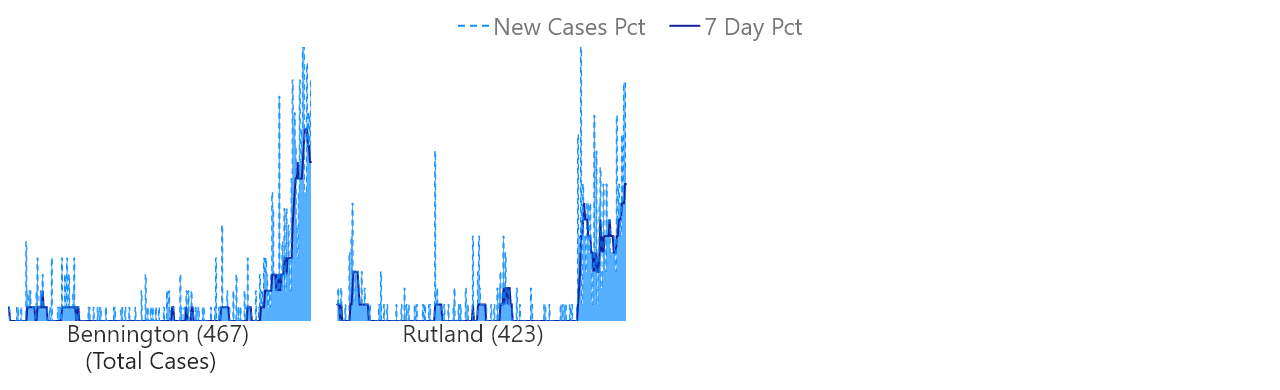 New Cases Pct 7 Day Pct
Bennington (467) Rutland (423)
(Total Cases)